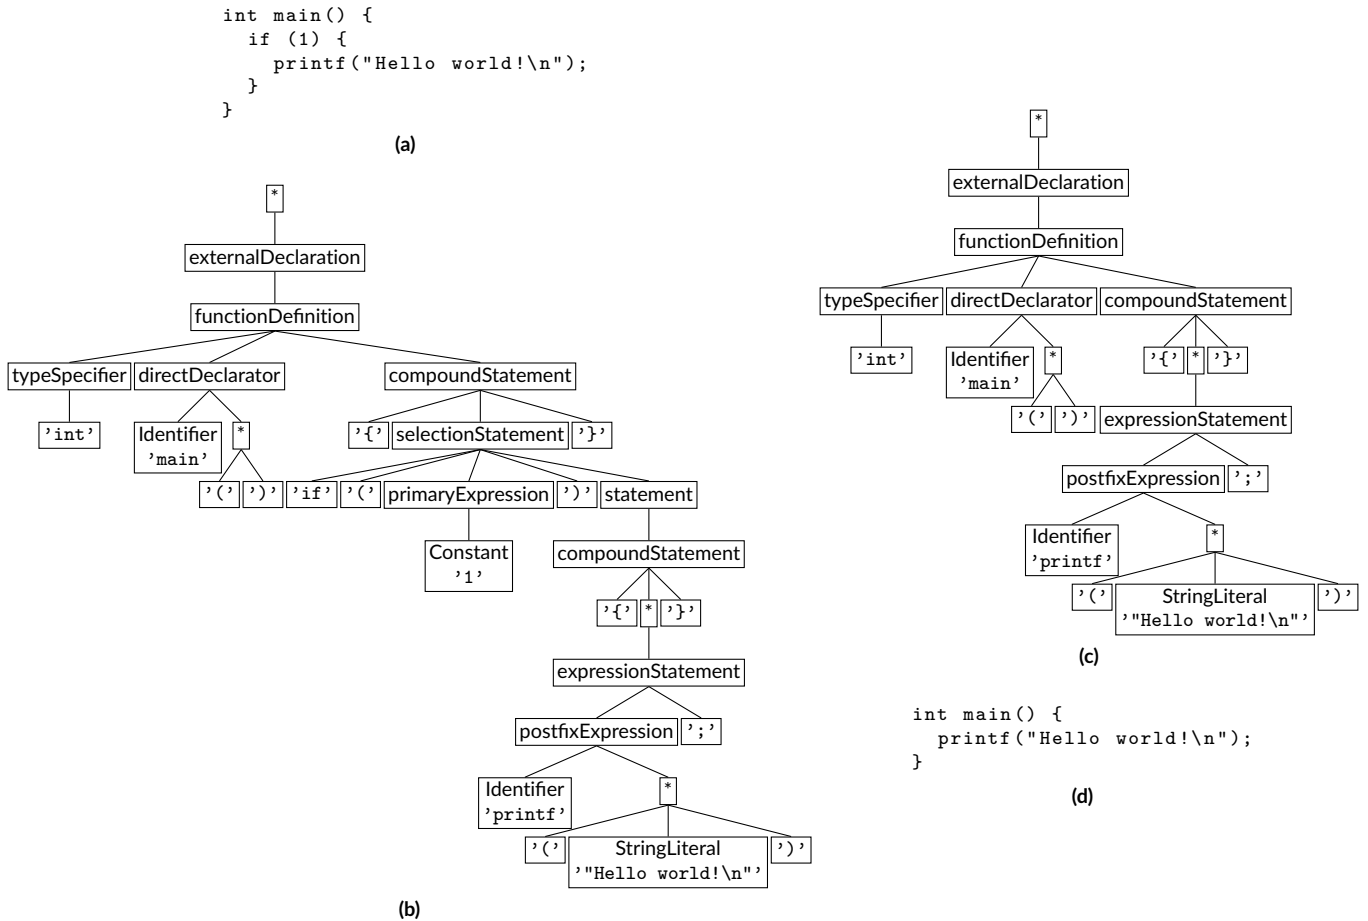 int main() {
  if (1) {
    printf("Hello world!\n");
  }
}
(a)
*
externalDeclaration
functionDefinition
typeSpecifier directDeclarator compoundStatement
'int' Identifier 'main' * '{' selectionStatement '}'
'(' ')' 'if' '(' primaryExpression ')' statement
Constant '1' compoundStatement
'{' * '}'
expressionStatement
postfixExpression ';'
Identifier 'printf' *
'(' StringLiteral '"Hello world!\n"' ')'
(b)
*
externalDeclaration
functionDefinition
typeSpecifier directDeclarator compoundStatement
'int' Identifier 'main' * '{' * '}'
'(' ')' expressionStatement
postfixExpression ';'
Identifier 'printf' *
'(' StringLiteral '"Hello world!\n"' ')'
(c)
int main() {
  printf("Hello world!\n");
}
(d)